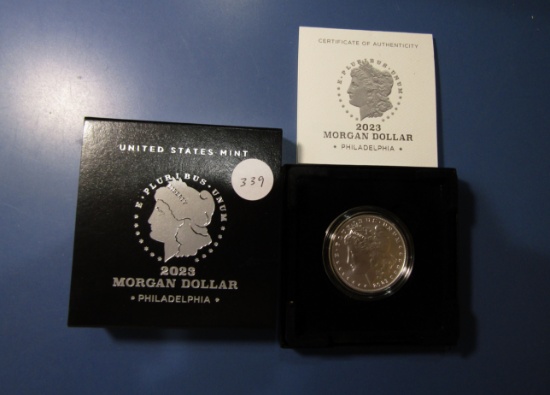 CERTIFICATE OF AUTHENTICITY
E·PLURIBUS·UNUM
2023
MORGAN DOLLAR
★ PHILADELPHIA ★
UNITED STATES MINT
339
E·PLURIBUS·UNUM
2023
MORGAN DOLLAR
★ PHILADELPHIA ★
2023